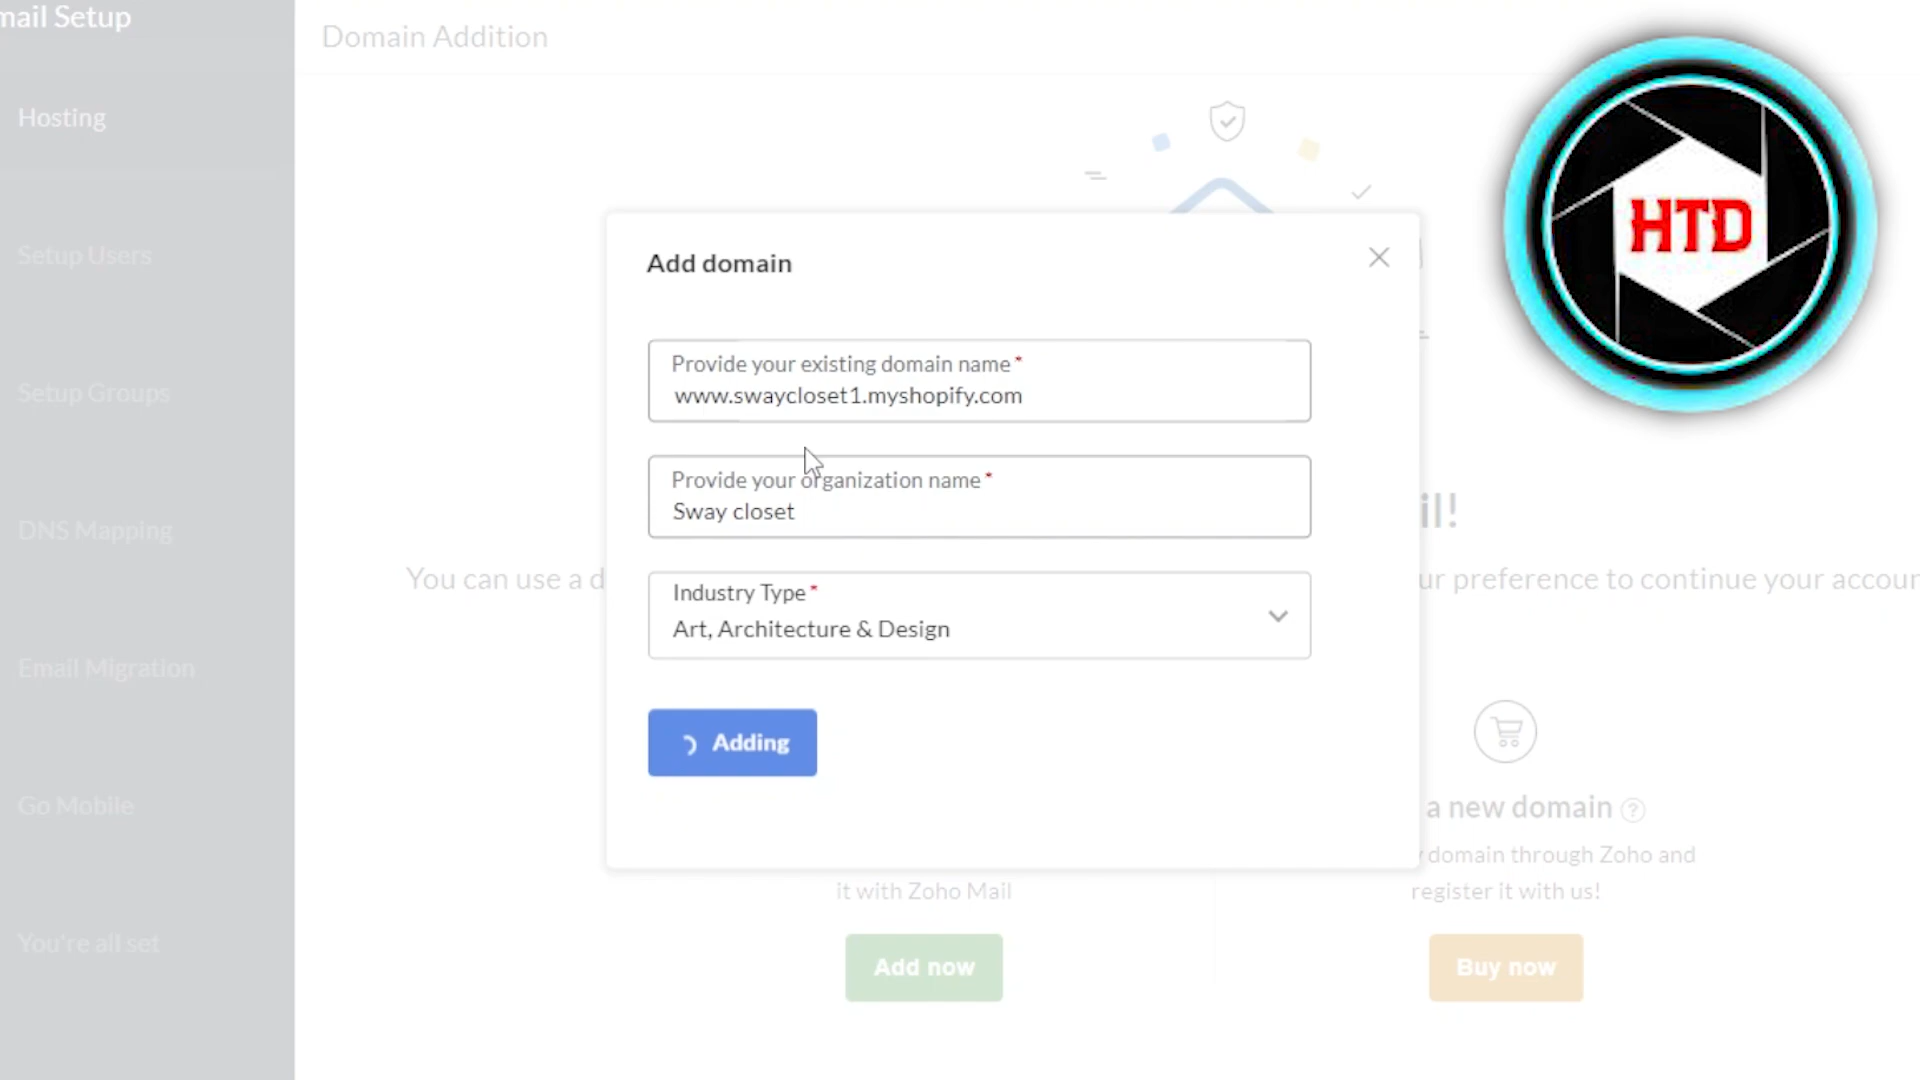 mail Setup
Domain Addition
Hosting
HTD
Add domain
Setup Users
Provide your existing domain name*
www.swaycloset1.myshopify.com
Setup Groups
Provide your organization name*
Sway closet
il!
DNS Mapping
You can use a d
ur preference to continue your accoun
Industry Type*
Art, Architecture & Design
Email Migration
Adding
Go Mobile
a new domain ?
domain through Zoho and
it with Zoho Mail
register it with us!
You're all set
Add now
Buy now